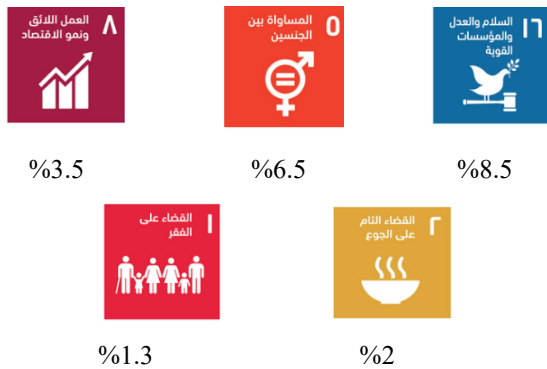 ١٦ السلام والعدل
والمؤسسات
القوية
٥ المساواة بين
الجنسين
٨ العمل اللائق
ونمو الاقتصاد
%8.5
%6.5
%3.5
٢ القضاء التام
على الجوع
١ القضاء على
الفقر
%2
%1.3